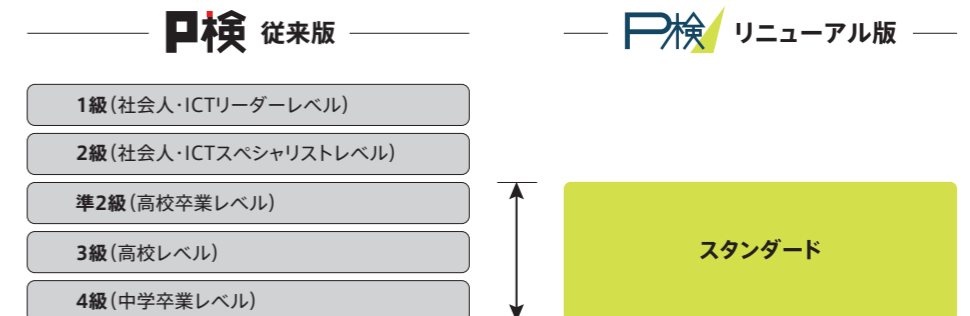 P検 従来版
P検 リニューアル版
1級(社会人・ICTリーダーレベル)
2級(社会人・ICTスペシャリストレベル)
準2級(高校卒業レベル)
3級(高校レベル)
スタンダード
4級(中学卒業レベル)